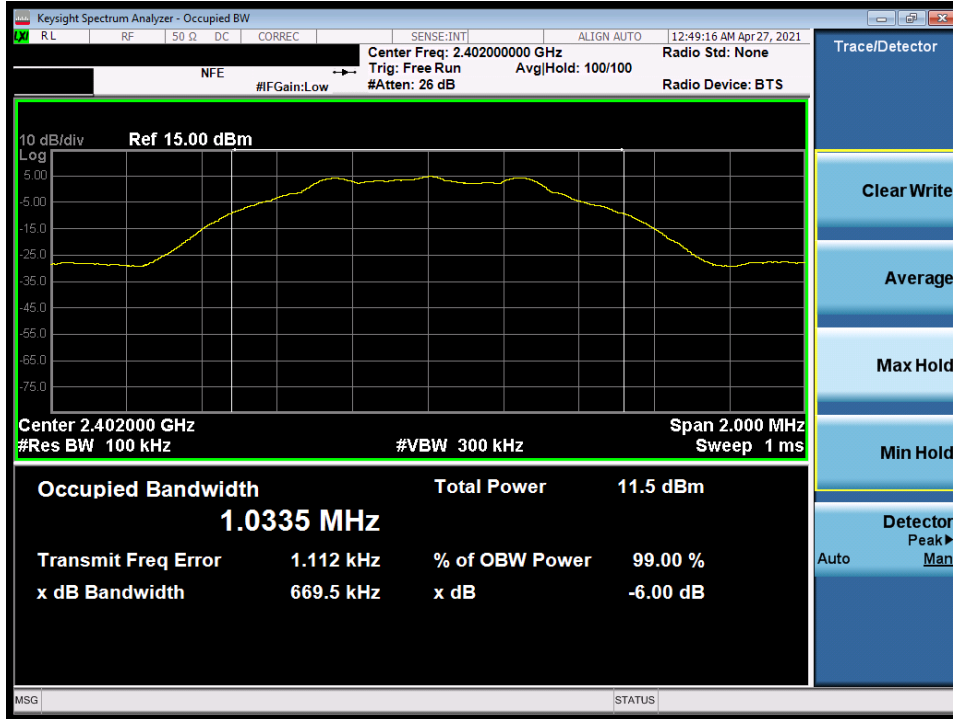 Keysight Spectrum Analyzer - Occupied BW
LXI RL RF 50 Ω DC CORREC SENSE:INT ALIGN AUTO 12:49:16 AM Apr 27, 2021
Center Freq: 2.402000000 GHz Radio Std: None
NFE Trig: Free Run Avg|Hold: 100/100
#IFGain:Low #Atten: 26 dB Radio Device: BTS
Trace/Detector
10 dB/div Ref 15.00 dBm
Log
5.00
-5.00
-15.0
-25.0
-35.0
-45.0
-55.0
-65.0
-75.0
Center 2.402000 GHz Span 2.000 MHz
#Res BW 100 kHz #VBW 300 kHz Sweep 1 ms
Occupied Bandwidth Total Power 11.5 dBm
1.0335 MHz
Transmit Freq Error 1.112 kHz % of OBW Power 99.00 %
x dB Bandwidth 669.5 kHz x dB -6.00 dB
Clear Write
Average
Max Hold
Min Hold
Detector
Peak▶
Auto Man
MSG STATUS